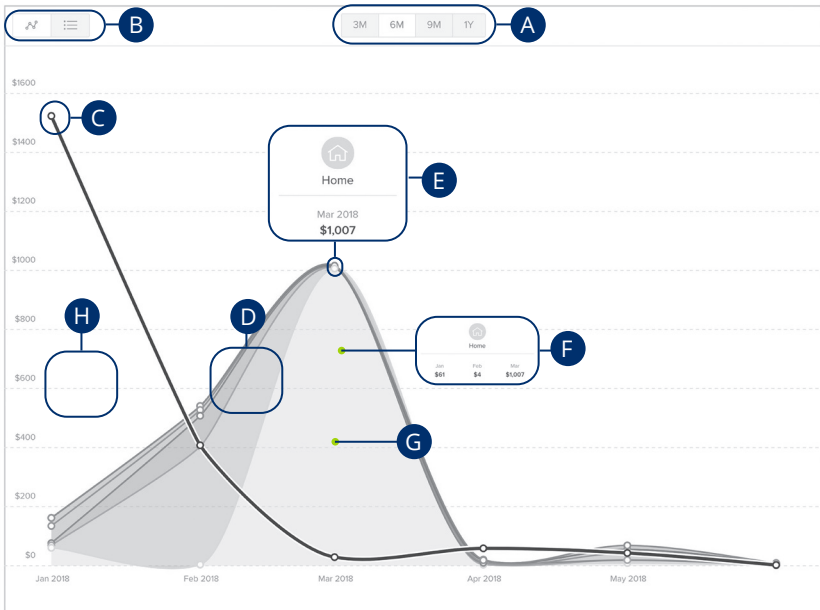 B
3M 6M 9M 1Y
A
$1600
C
$1400
Home
E
Mar 2018
$1,007
$1200
$1000
$800
H
D
F
Home
Jan Feb Mar
$61 $4 $1,007
$600
G
$400
$200
$0
Jan 2018 Feb 2018 Mar 2018 Apr 2018 May 2018